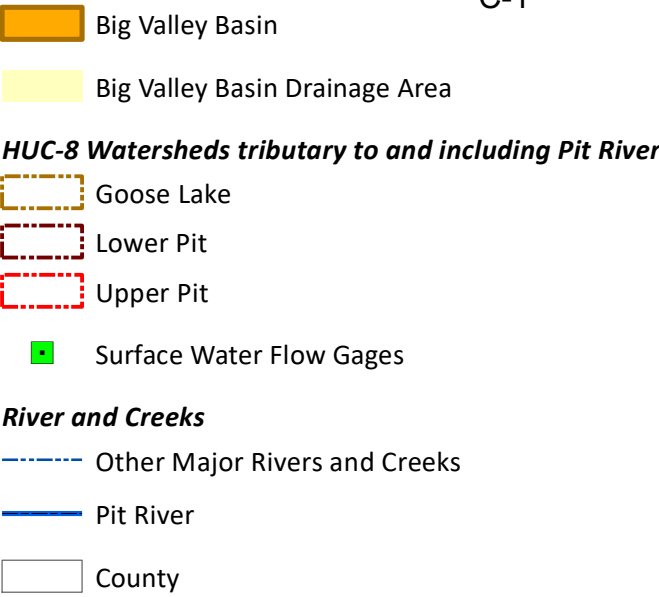 Big Valley Basin
Big Valley Basin Drainage Area
HUC-8 Watersheds tributary to and including Pit River
Goose Lake
Lower Pit
Upper Pit
Surface Water Flow Gages
River and Creeks
Other Major Rivers and Creeks
Pit River
County